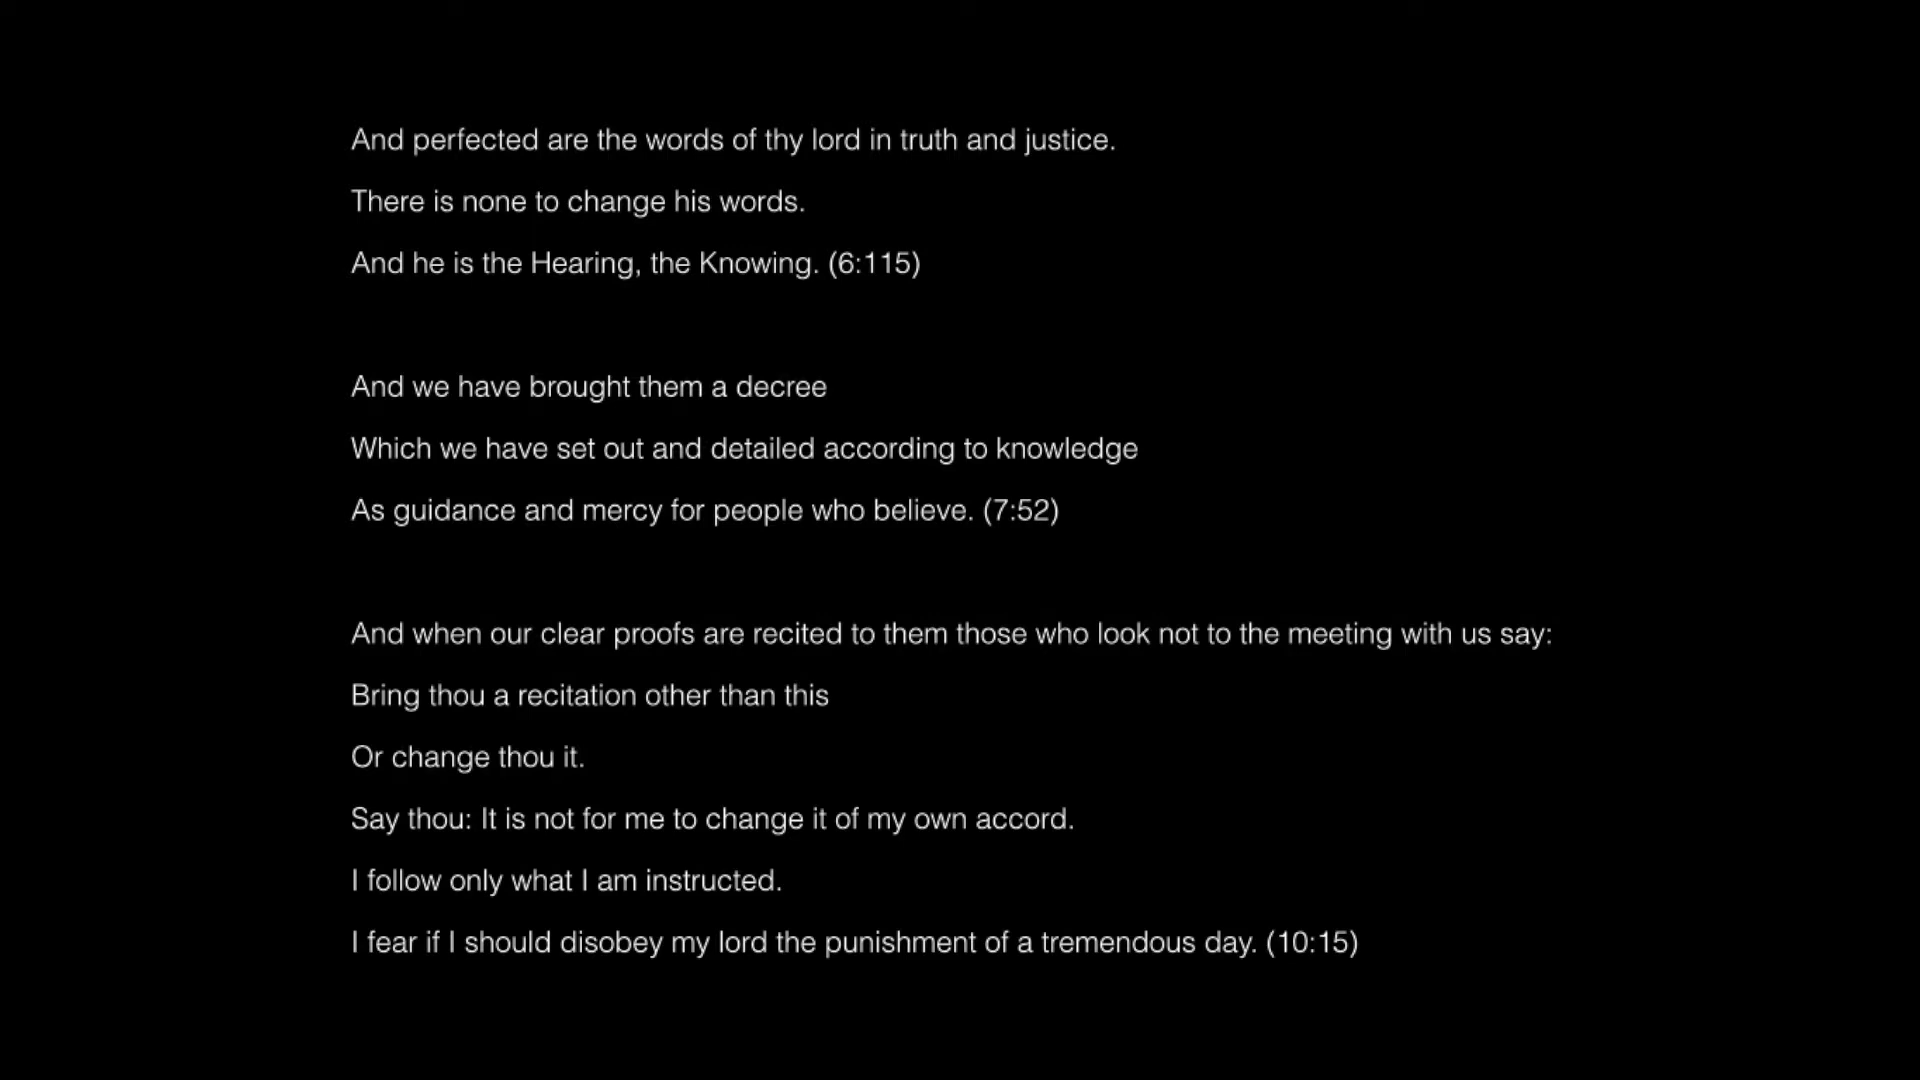 And perfected are the words of thy lord in truth and justice.
There is none to change his words.
And he is the Hearing, the Knowing. (6:115)
And we have brought them a decree
Which we have set out and detailed according to knowledge
As guidance and mercy for people who believe. (7:52)
And when our clear proofs are recited to them those who look not to the meeting with us say:
Bring thou a recitation other than this
Or change thou it.
Say thou: It is not for me to change it of my own accord.
I follow only what I am instructed.
I fear if I should disobey my lord the punishment of a tremendous day. (10:15)